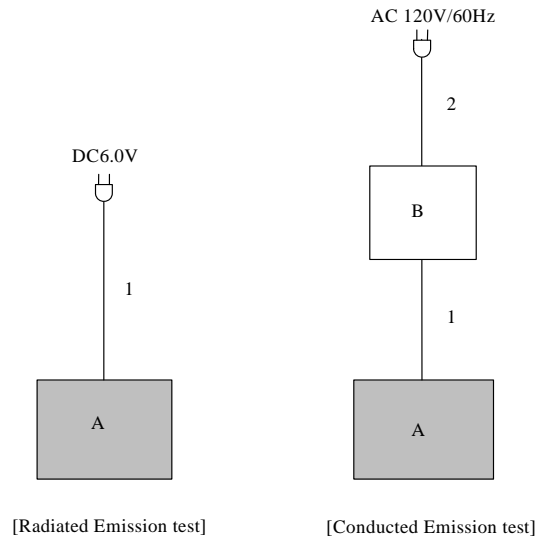 AC 120V/60Hz
2
DC6.0V
B
1
1
A
A
[Radiated Emission test]
[Conducted Emission test]